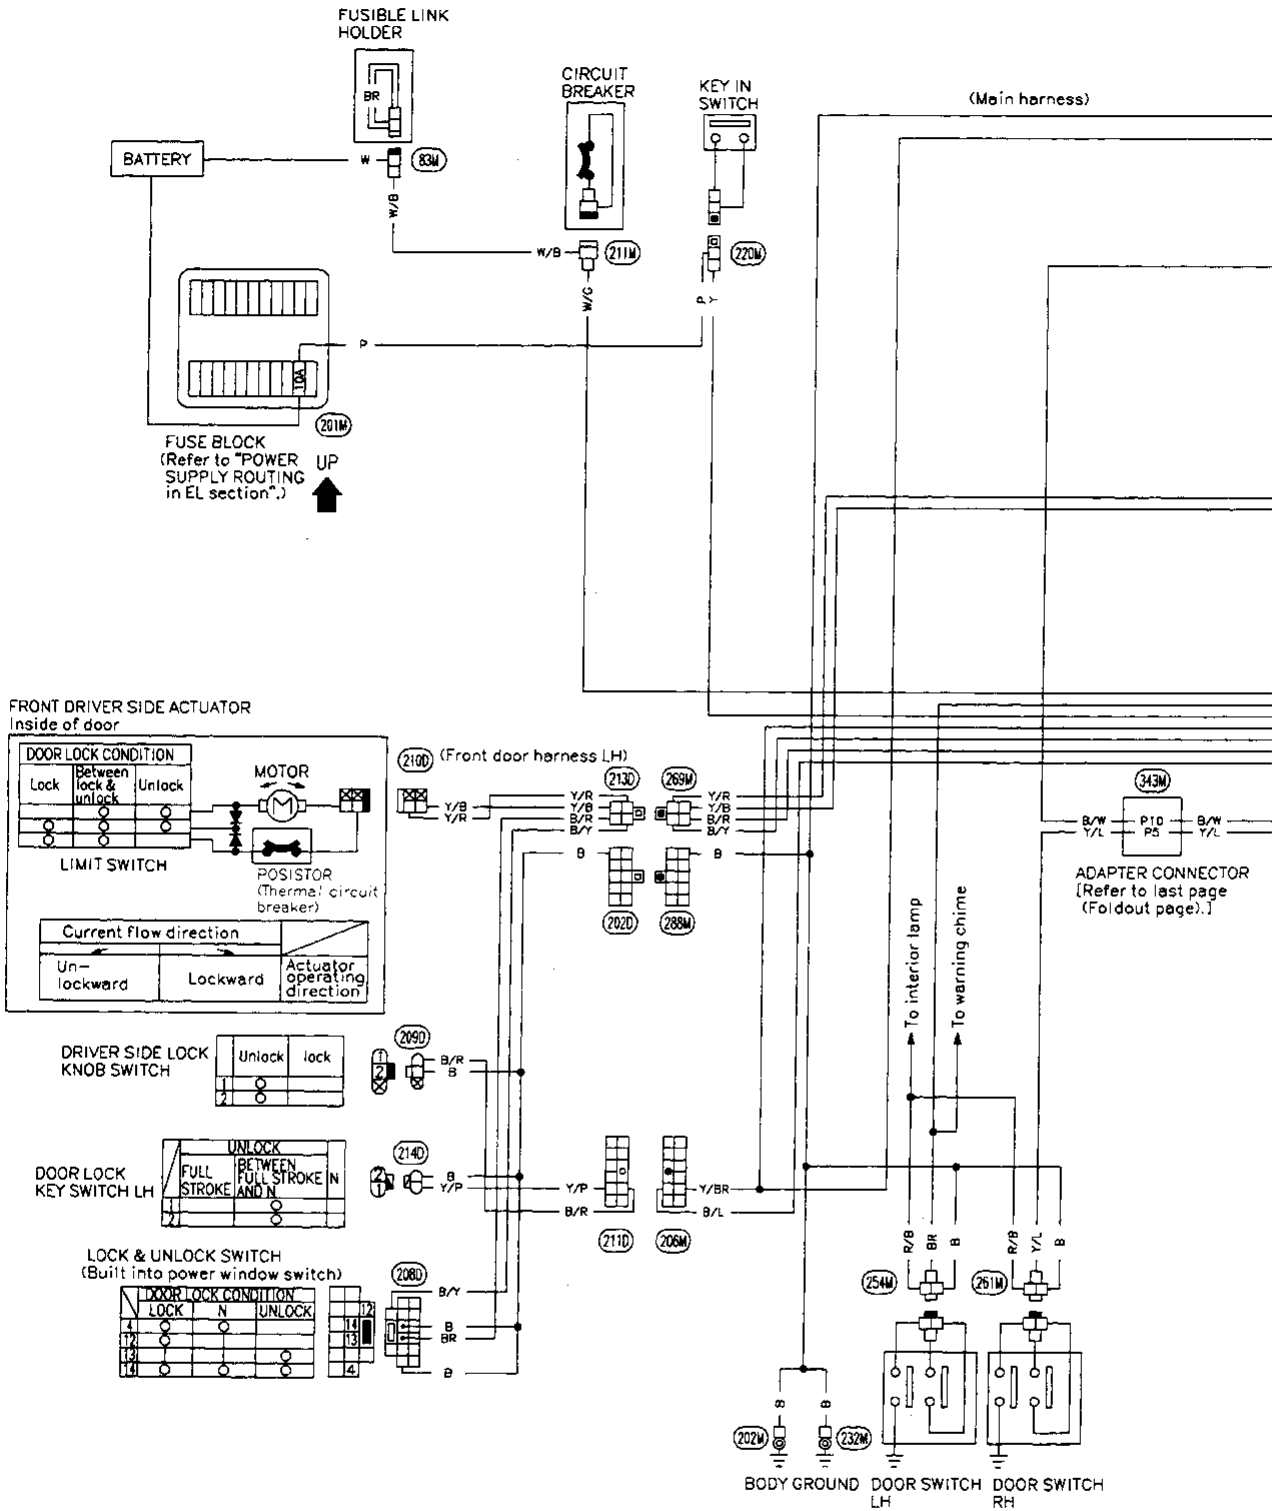 FUSIBLE LINK
HOLDER
BR
CIRCUIT
BREAKER
KEY IN
SWITCH
(Main harness)
BATTERY
W
83M
W/B
W/B
211M
220M
W/G
P
Y
P
10A
201M
FUSE BLOCK
(Refer to "POWER
SUPPLY ROUTING
in EL section".)
UP
FRONT DRIVER SIDE ACTUATOR
Inside of door
DOOR LOCK CONDITION
Lock
Between
lock &
unlock
Unlock
MOTOR
M
LIMIT SWITCH
POSISTOR
(Thermal circuit
breaker)
Current flow direction
Un-
lockward
Lockward
Actuator
operating
direction
210D
(Front door harness LH)
Y/B
Y/R
213D
269M
Y/R
Y/B
B/R
B/Y
Y/R
Y/B
B/R
B/Y
B
B
202D
288M
343M
B/W
Y/L
P10
P5
B/W
Y/L
ADAPTER CONNECTOR
[Refer to last page
(Foldout page).]
To interior lamp
To warning chime
DRIVER SIDE LOCK
KNOB SWITCH
Unlock
lock
1
2
1
2
209D
B/R
B
DOOR LOCK
KEY SWITCH LH
UNLOCK
FULL
STROKE
BETWEEN
FULL STROKE
AND N
N
1
2
2
1
214D
B
Y/P
Y/P
B/R
Y/BR
B/L
211D
206M
LOCK & UNLOCK SWITCH
(Built into power window switch)
DOOR LOCK CONDITION
LOCK
N
UNLOCK
4
12
13
14
12
14
13
4
208D
B/Y
B
BR
B
R/B
BR
B
R/B
Y/L
B
254M
261M
B
B
202M
232M
BODY GROUND
DOOR SWITCH
LH
DOOR SWITCH
RH